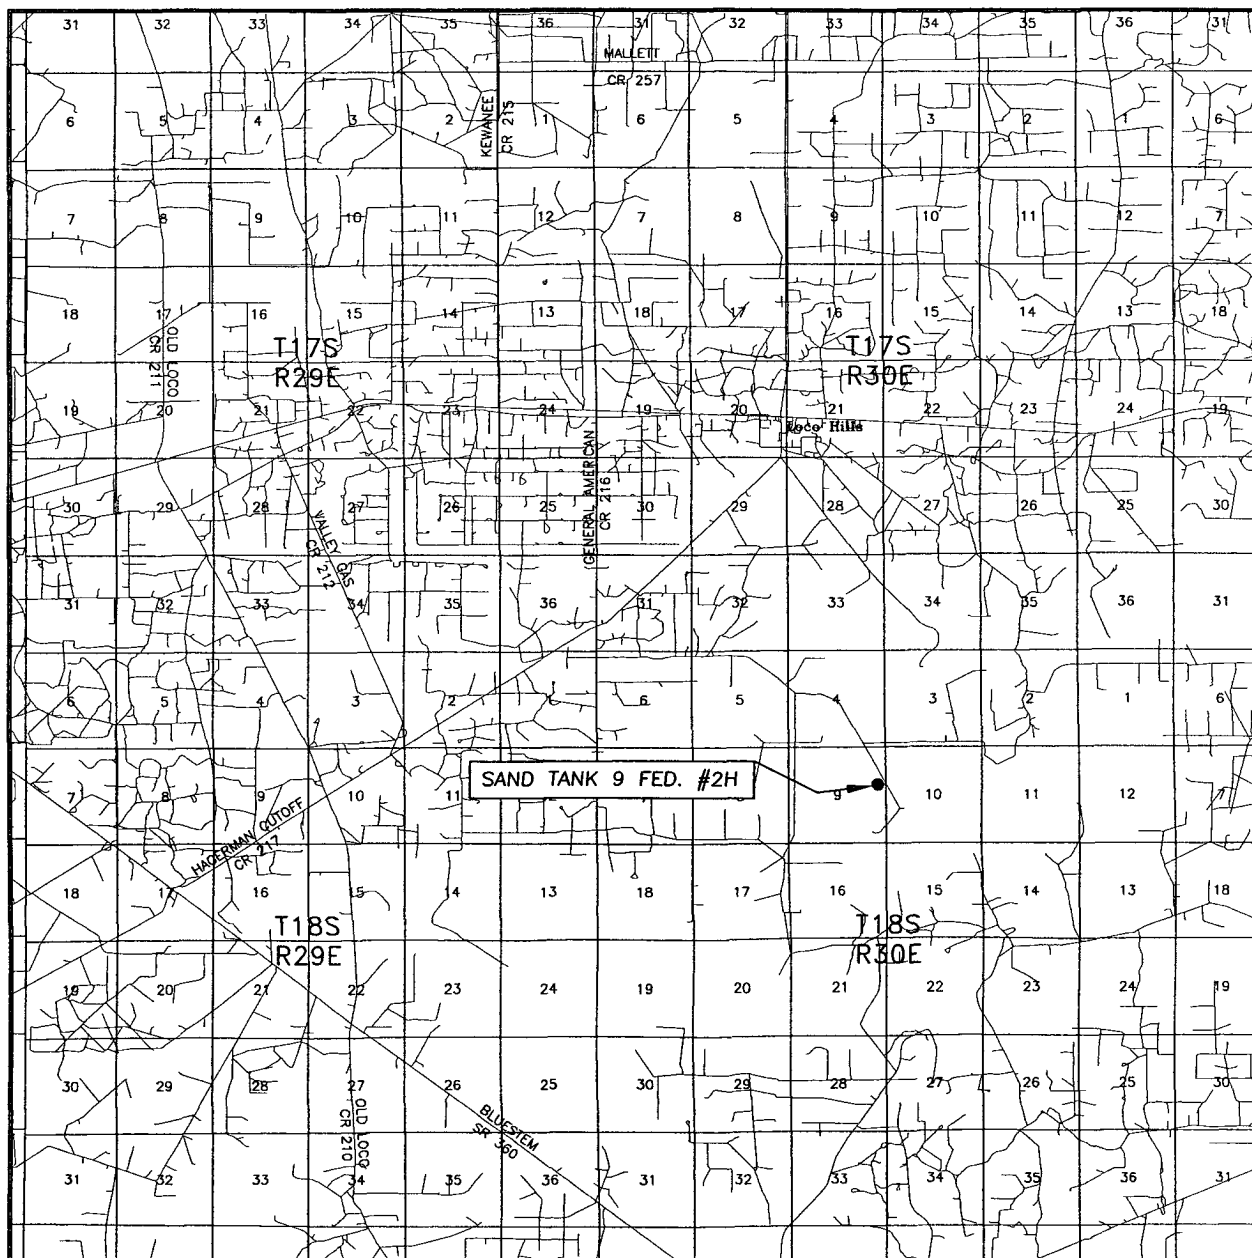 31 32 33 34 35 36 31 32 33 34 35 36 31
MALLETT
CR 257
KEWANEE
CR 215
6 5 4 3 2 1 6 5 4 3 2 1 6
7 8 9 10 11 12 7 8 9 10 11 12 7
18 17 16 15 14 13 18 17 16 15 14 13 18
OLD LOCO
CR 211
T17S
R29E
T17S
R30E
19 20 21 22 23 24 19 20 21 22 23 24 19
Loco Hills
GENERAL AMERICAN
CR 216
30 29 28 27 26 25 30 29 28 27 26 25 30
VALLEY GAS
CR 212
31 32 33 34 35 36 31 32 33 34 35 36 31
6 5 4 3 2 1 6 5 4 3 2 1 6
SAND TANK 9 FED. #2H
7 8 9 10 11 9 10 11 12 7
HAGERMAN CUTOFF
CR 217
18 17 16 15 14 13 18 17 16 15 14 13 18
T18S
R29E
T18S
R30E
19 20 21 22 23 24 19 20 21 22 23 24 19
30 29 28 27 26 25 30 29 28 27 26 25 30
OLD LOCO
CR 210
BLUESTEM
SR 360
31 32 33 34 35 36 31 32 33 34 35 36 31